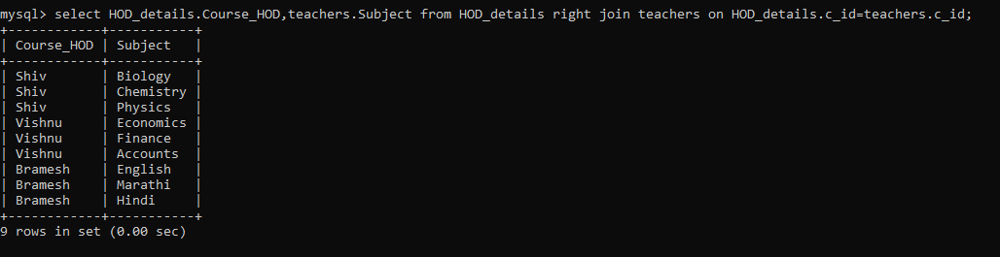 mysql> select HOD_details.Course_HOD,teachers.Subject from HOD_details right join teachers on HOD_details.c_id=teachers.c_id;
+------------+-----------+
| Course_HOD | Subject   |
+------------+-----------+
| Shiv       | Biology   |
| Shiv       | Chemistry |
| Shiv       | Physics   |
| Vishnu     | Economics |
| Vishnu     | Finance   |
| Vishnu     | Accounts  |
| Bramesh    | English   |
| Bramesh    | Marathi   |
| Bramesh    | Hindi     |
+------------+-----------+
9 rows in set (0.00 sec)